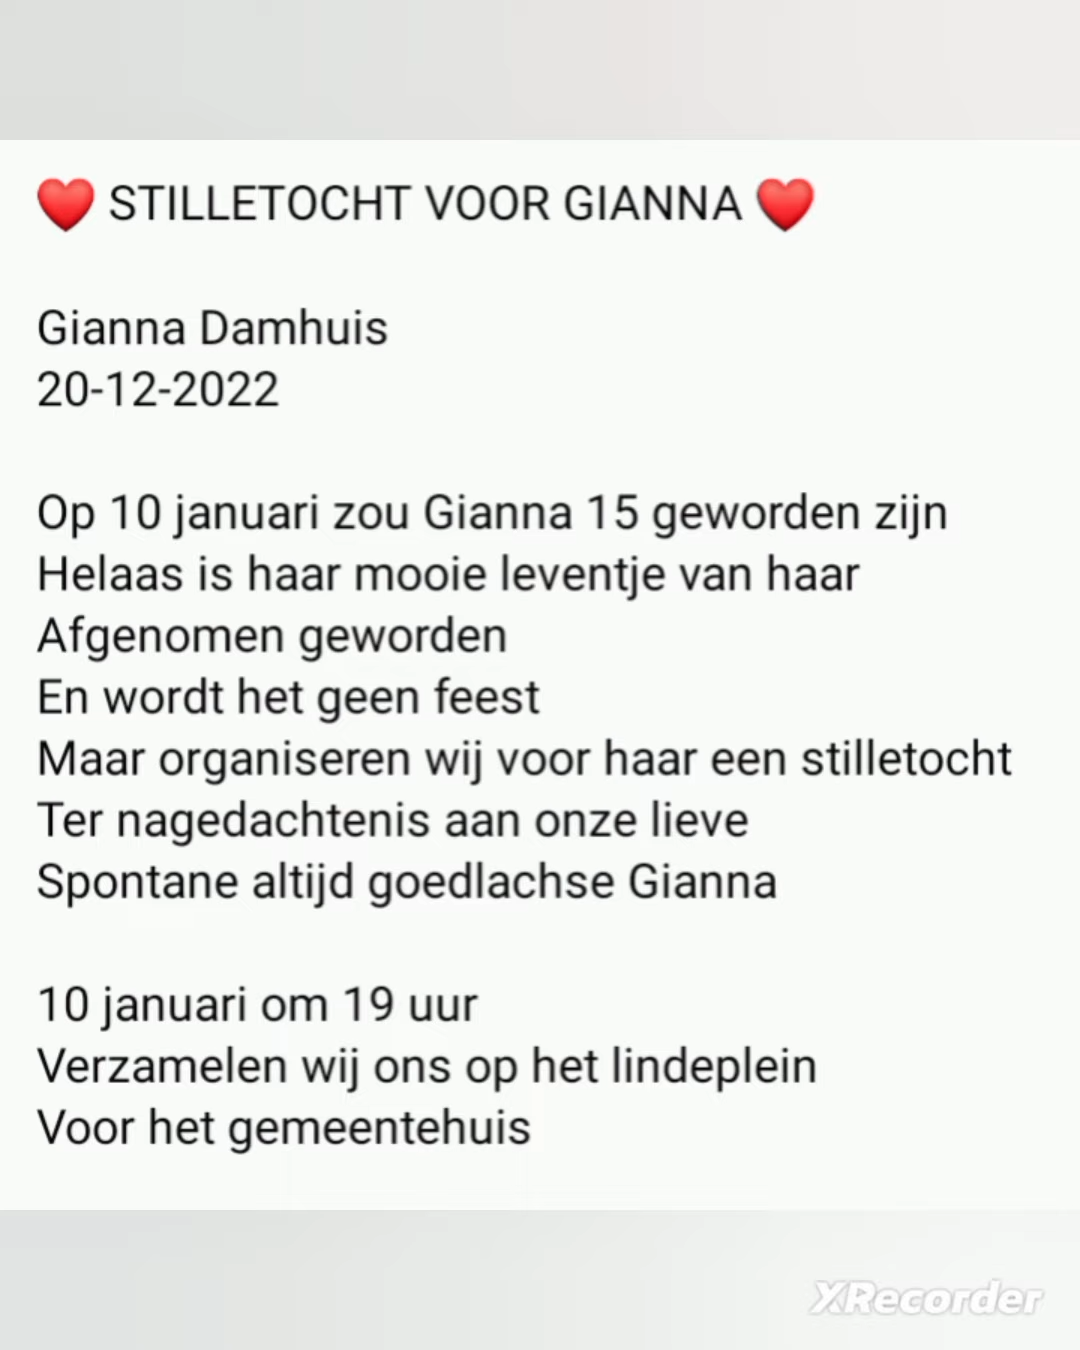 ❤️ STILLETOCHT VOOR GIANNA ❤️
Gianna Damhuis
20-12-2022
Op 10 januari zou Gianna 15 geworden zijn
Helaas is haar mooie leventje van haar
Afgenomen geworden
En wordt het geen feest
Maar organiseren wij voor haar een stilletocht
Ter nagedachtenis aan onze lieve
Spontane altijd goedlachse Gianna
10 januari om 19 uur
Verzamelen wij ons op het lindeplein
Voor het gemeentehuis
XRecorder